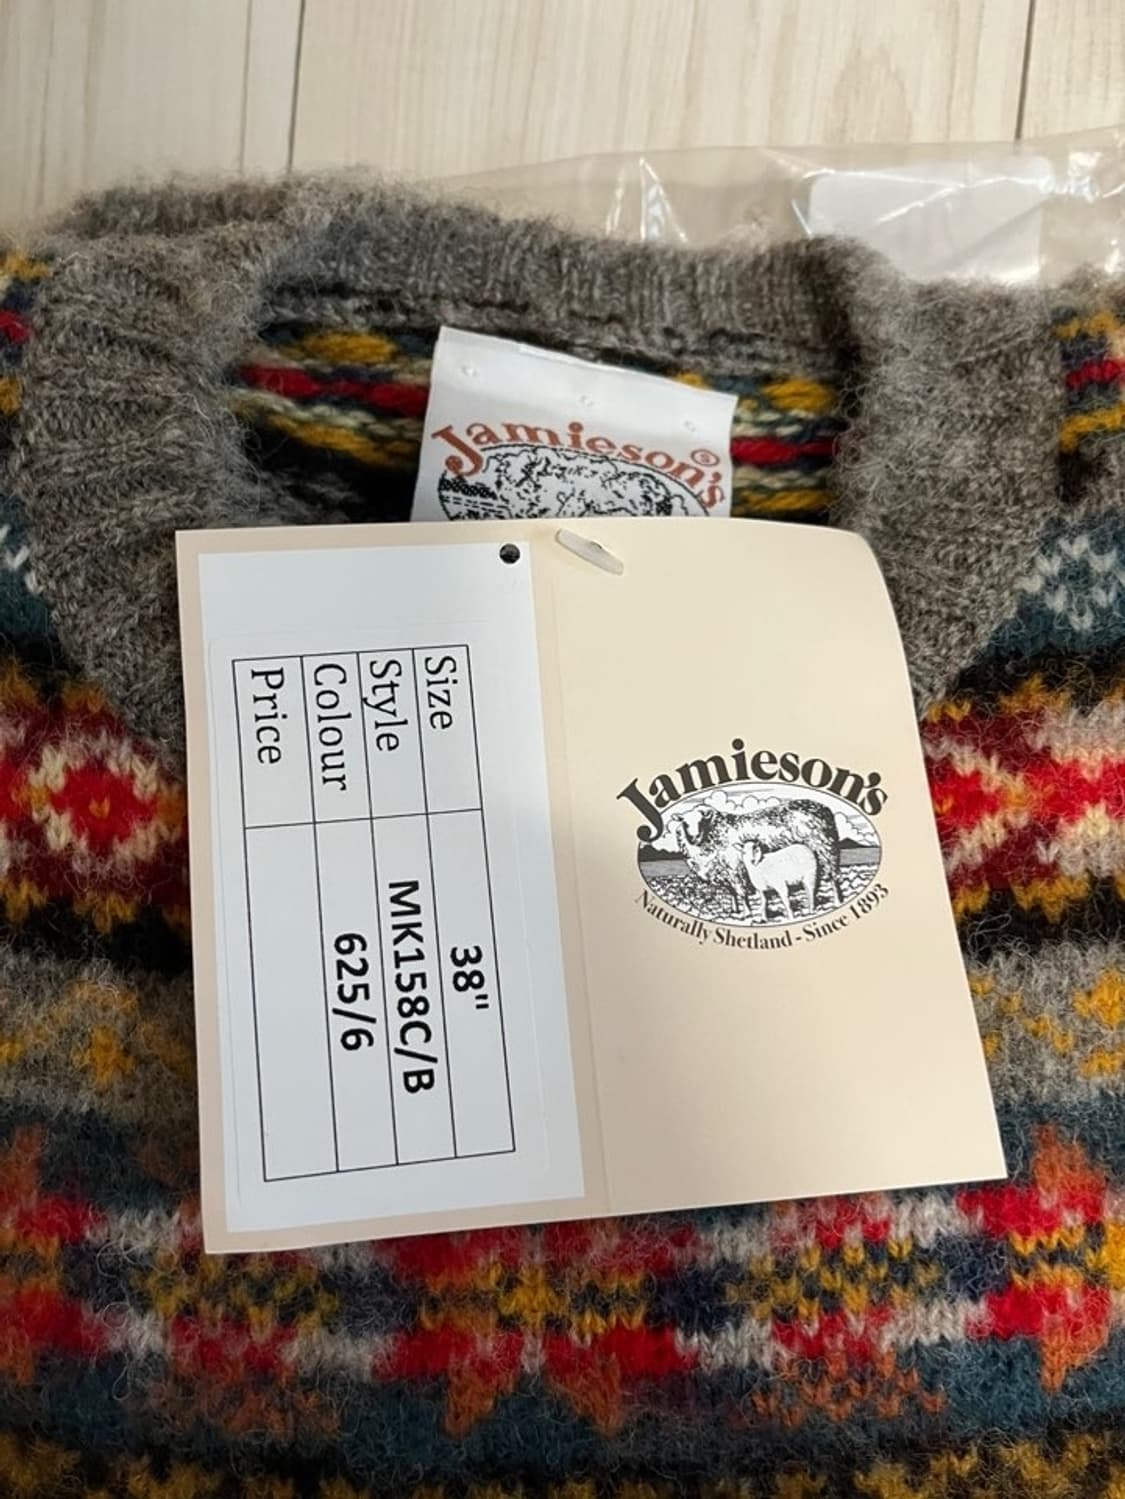 Jamieson's
Size 38"
Style MK158C/B
Colour 625/6
Price
Jamieson's
Naturally Shetland - Since 1893